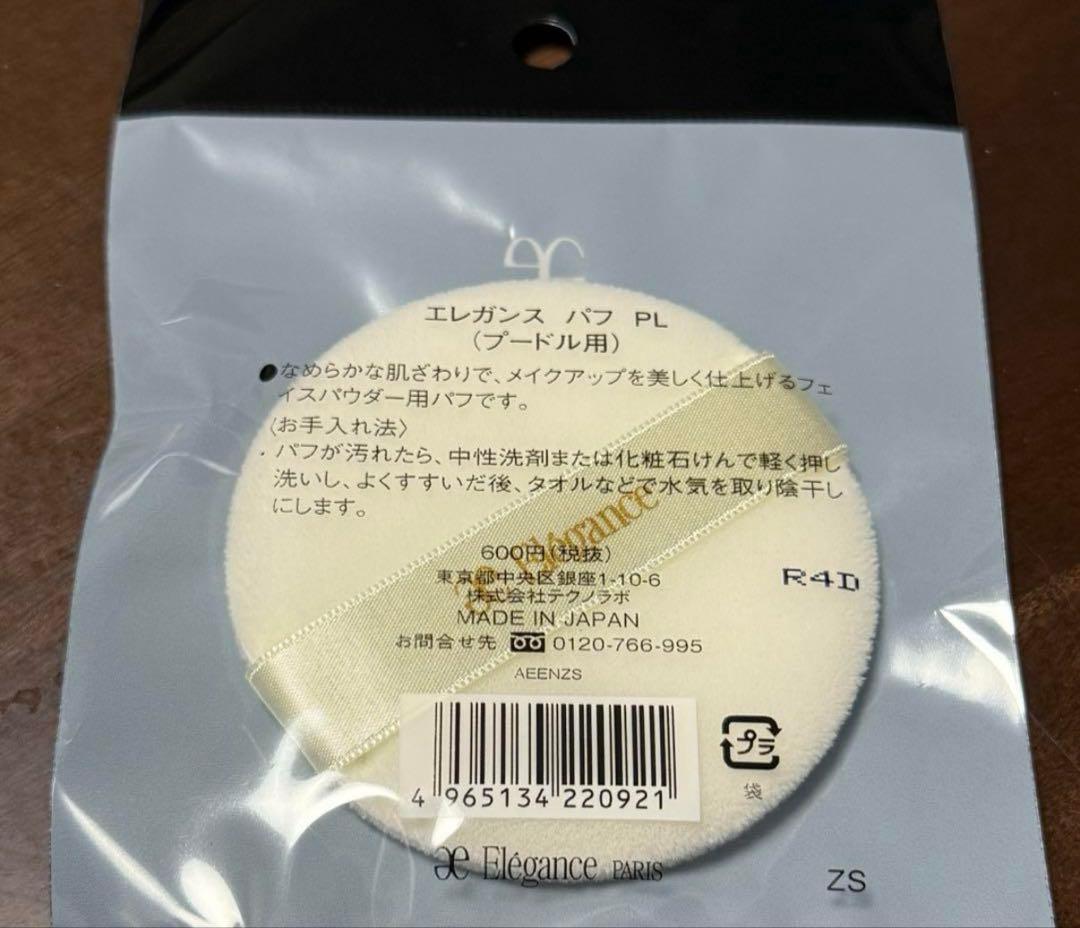 エレガンス パフ PL
（プードル用）
●なめらかな肌ざわりで、メイクアップを美しく仕上げるフェ
イスパウダー用パフです。
〈お手入れ法〉
・パフが汚れたら、中性洗剤または化粧石けんで軽く押し
洗いし、よくすすいだ後、タオルなどで水気を取り陰干し
にします。
æ Elégance
600円（税抜）
東京都中央区銀座1-10-6
株式会社テクノラボ
MADE IN JAPAN
お問合せ先 0120-766-995
AEENZS
R4D
4 965134 220921
プラ
袋
æ Elégance PARIS
ZS